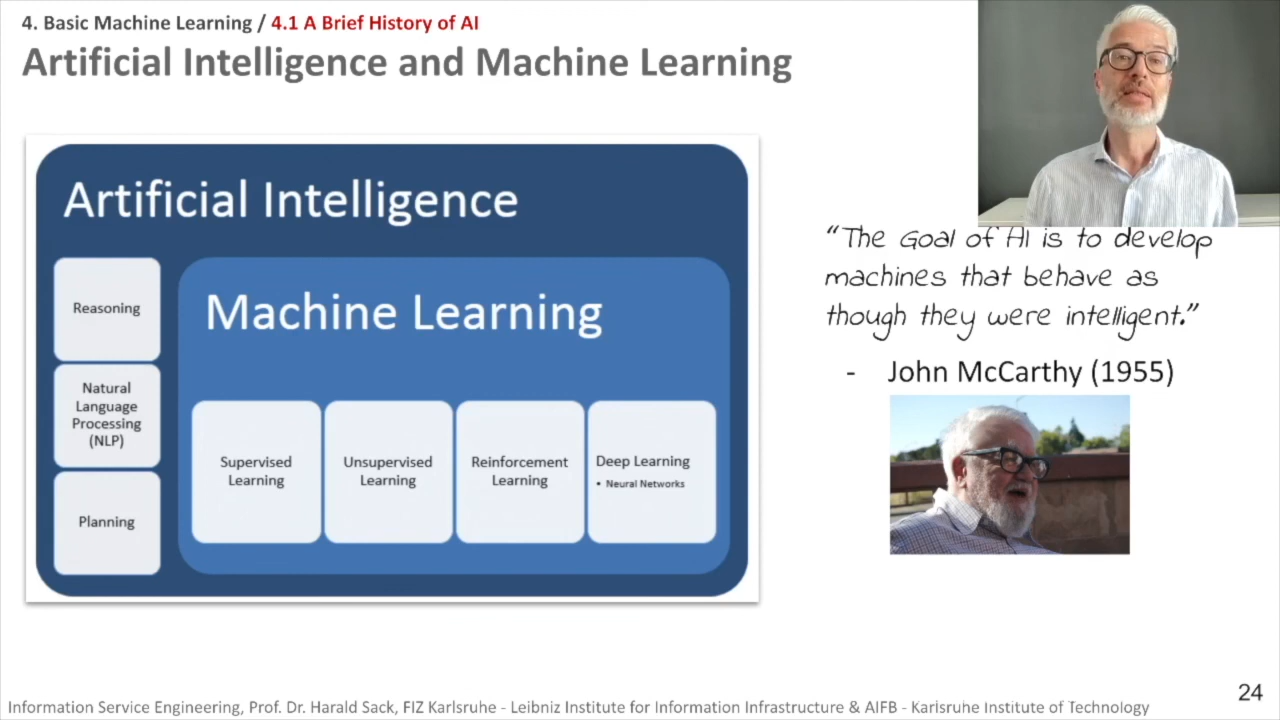 4. Basic Machine Learning / 4.1 A Brief History of AI
Artificial Intelligence and Machine Learning
Artificial Intelligence
Reasoning
Natural
Language
Processing
(NLP)
Planning
Machine Learning
Supervised
Learning
Unsupervised
Learning
Reinforcement
Learning
Deep Learning
• Neural Networks
“The Goal of AI is to develop
machines that behave as
though they were intelligent.”
- John McCarthy (1955)
24
Information Service Engineering, Prof. Dr. Harald Sack, FIZ Karlsruhe - Leibniz Institute for Information Infrastructure & AIFB - Karlsruhe Institute of Technology